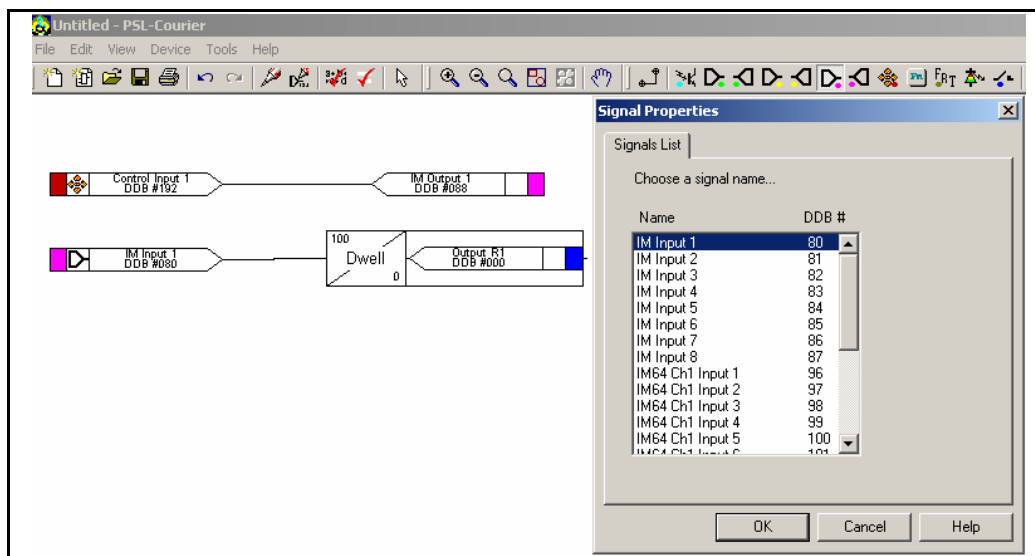 Untitled - PSL-Courier
File Edit View Device Tools Help
FRT
Signal Properties
Signals List
Choose a signal name...
Name DDB #
IM Input 1 80
IM Input 2 81
IM Input 3 82
IM Input 4 83
IM Input 5 84
IM Input 6 85
IM Input 7 86
IM Input 8 87
IM64 Ch1 Input 1 96
IM64 Ch1 Input 2 97
IM64 Ch1 Input 3 98
IM64 Ch1 Input 4 99
IM64 Ch1 Input 5 100
OK Cancel Help
Control Input 1
DDB #192
IM Output 1
DDB #088
IM Input 1
DDB #080
100
Dwell
0
Output R1
DDB #000